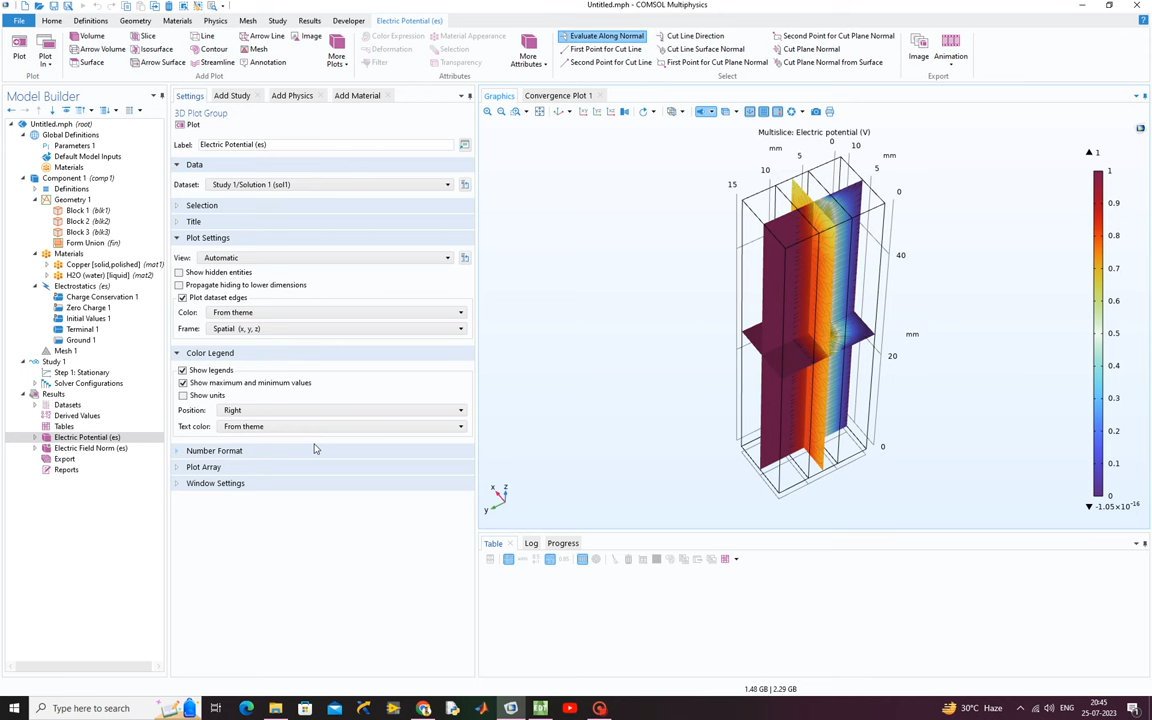 Untitled.mph - COMSOL Multiphysics
File Home Definitions Geometry Materials Physics Mesh Study Results Developer Electric Potential (es)
Plot
Plot In
Plot
Volume
Arrow Volume
Surface
Slice
Isosurface
Contour
Line
Mesh
Arrow Surface
Streamline
Arrow Line
Annotation
Image
More Plots
Add Plot
Color Expression
Deformation
Filter
Material Appearance
Selection
Transparency
More Attributes
Attributes
Evaluate Along Normal
First Point for Cut Line
Second Point for Cut Line
Cut Line Direction
Cut Line Surface Normal
First Point for Cut Plane Normal
Second Point for Cut Plane Normal
Cut Plane Normal
Cut Plane Normal from Surface
Select
Image
Animation
Export
Model Builder
Untitled.mph (root)
Global Definitions
Parameters 1
Default Model Inputs
Materials
Component 1 (comp1)
Definitions
Geometry 1
Block 1 (blk1)
Block 2 (blk2)
Block 3 (blk3)
Form Union (fin)
Materials
Copper [solid,polished] (mat1)
H2O (water) [liquid] (mat2)
Electrostatics (es)
Charge Conservation 1
Zero Charge 1
Initial Values 1
Terminal 1
Ground 1
Mesh 1
Study 1
Step 1: Stationary
Solver Configurations
Results
Datasets
Derived Values
Tables
Electric Potential (es)
Electric Field Norm (es)
Export
Reports
Settings Add Study Add Physics Add Material
3D Plot Group
Plot
Label: Electric Potential (es)
Data
Dataset: Study 1/Solution 1 (sol1)
Selection
Title
Plot Settings
View: Automatic
Show hidden entities
Propagate hiding to lower dimensions
Plot dataset edges
Color: From theme
Frame: Spatial (x, y, z)
Color Legend
Show legends
Show maximum and minimum values
Show units
Position: Right
Text color: From theme
Number Format
Plot Array
Window Settings
Graphics Convergence Plot 1
Multislice: Electric potential (V)
0
mm 10
5 mm
10 5
15 0
40
mm
20
0
x z
y
1
1
0.9
0.8
0.7
0.6
0.5
0.4
0.3
0.2
0.1
0
-1.05×10⁻¹⁶
Table Log Progress
1.48 GB | 2.29 GB
Type here to search
30°C Haze
ENG
20:45
25-07-2023